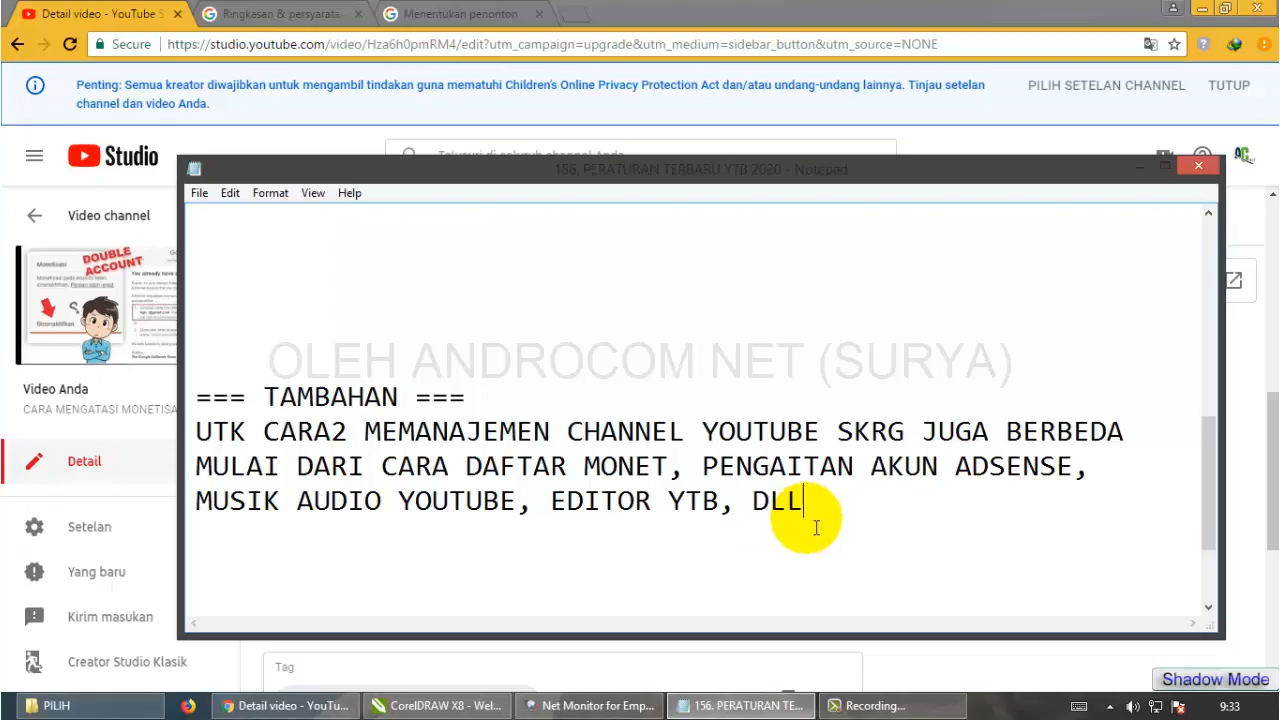 Detail video - YouTube S
Ringkasan & persyarata
Menentukan penonton
Secure
https://studio.youtube.com/video/Hza6h0pmRM4/edit?utm_campaign=upgrade&utm_medium=sidebar_button&utm_source=NONE
Penting: Semua kreator diwajibkan untuk mengambil tindakan guna mematuhi Children's Online Privacy Protection Act dan/atau undang-undang lainnya. Tinjau setelan
channel dan video Anda.
PILIH SETELAN CHANNEL
TUTUP
Studio
156. PERATURAN TERBARU YTB 2020 - Notepad
File Edit Format View Help
Video channel
DOUBLE
ACCOUNT
Monetisasi
OLEH ANDROCOM NET (SURYA)
=== TAMBAHAN ===
UTK CARA2 MEMANAJEMEN CHANNEL YOUTUBE SKRG JUGA BERBEDA
MULAI DARI CARA DAFTAR MONET, PENGAITAN AKUN ADSENSE,
MUSIK AUDIO YOUTUBE, EDITOR YTB, DLL
Video Anda
CARA MENGATASI MONETISA
Detail
Setelan
Yang baru
Kirim masukan
Creator Studio Klasik
Tag
Shadow Mode
PILIH
Detail video - YouTu...
CorelDRAW X8 - Wel...
Net Monitor for Emp...
156. PERATURAN TE...
Recording...
9:33